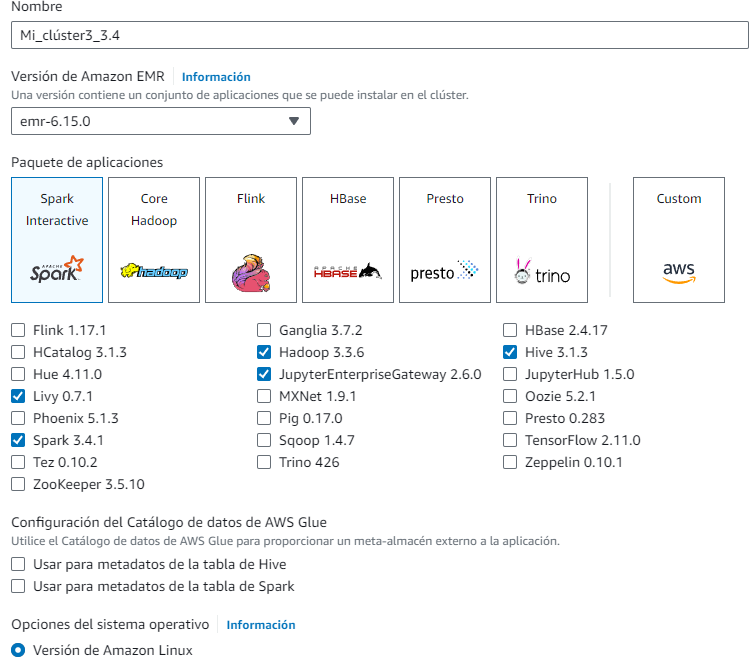 Nombre
Mi_clúster3_3.4
Versión de Amazon EMR Información
Una versión contiene un conjunto de aplicaciones que se puede instalar en el clúster.
emr-6.15.0
Paquete de aplicaciones
Spark Interactive
APACHE Spark
Core Hadoop
hadoop
Flink
HBase
APACHE HBASE
Presto
presto
Trino
trino
Custom
aws
Flink 1.17.1 Ganglia 3.7.2 HBase 2.4.17
HCatalog 3.1.3 Hadoop 3.3.6 Hive 3.1.3
Hue 4.11.0 JupyterEnterpriseGateway 2.6.0 JupyterHub 1.5.0
Livy 0.7.1 MXNet 1.9.1 Oozie 5.2.1
Phoenix 5.1.3 Pig 0.17.0 Presto 0.283
Spark 3.4.1 Sqoop 1.4.7 TensorFlow 2.11.0
Tez 0.10.2 Trino 426 Zeppelin 0.10.1
ZooKeeper 3.5.10
Configuración del Catálogo de datos de AWS Glue
Utilice el Catálogo de datos de AWS Glue para proporcionar un meta-almacén externo a la aplicación.
Usar para metadatos de la tabla de Hive
Usar para metadatos de la tabla de Spark
Opciones del sistema operativo Información
Versión de Amazon Linux